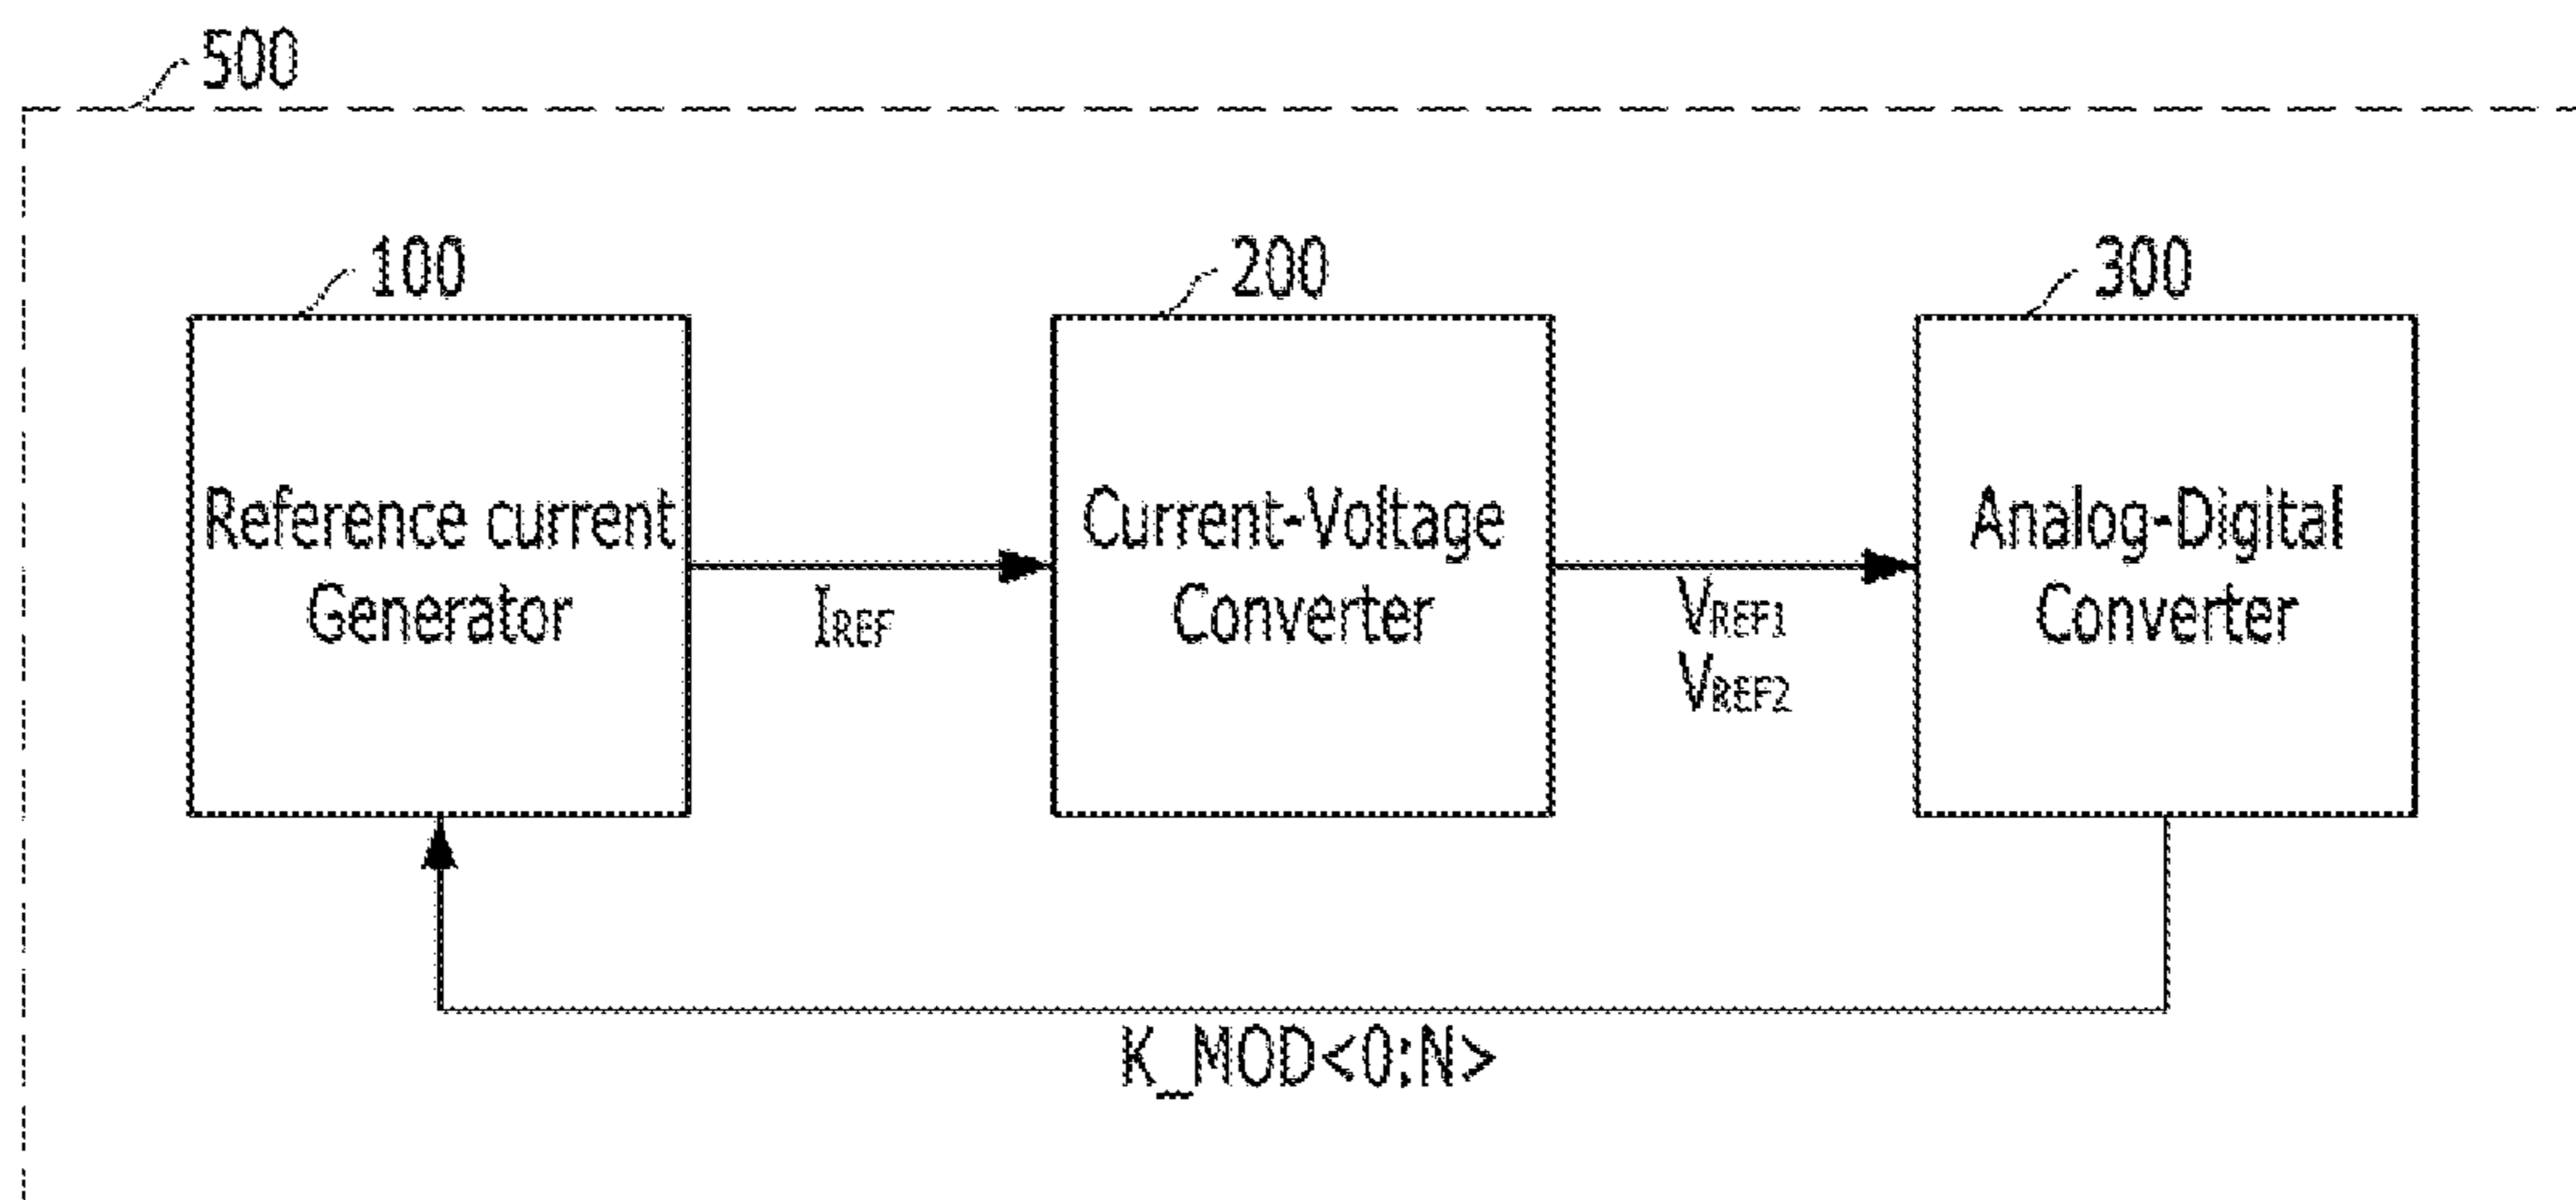 500
100
200
300
Reference current
Generator
Current-Voltage
Converter
Analog-Digital
Converter
IREF
VREF1
VREF2
K_MOD<0:N>